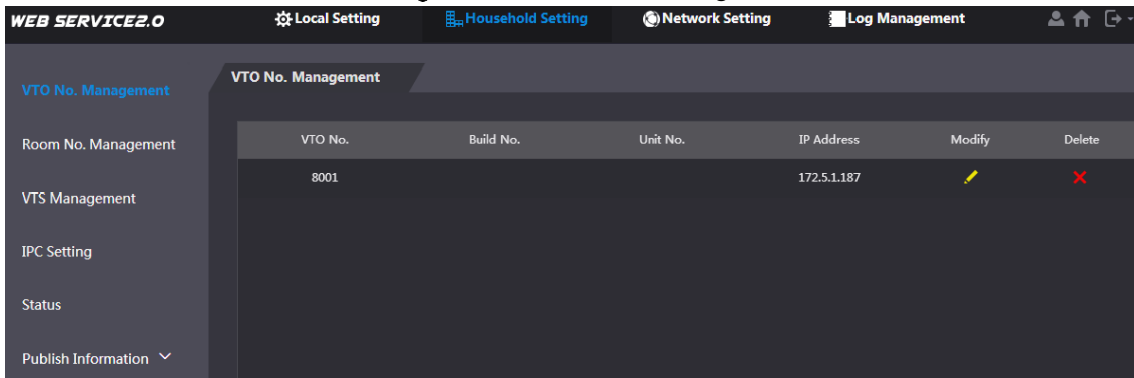 WEB SERVICE2.0 Local Setting Household Setting Network Setting Log Management
VTO No. Management
VTO No. Management
Room No. Management
VTS Management
IPC Setting
Status
Publish Information
VTO No. Build No. Unit No. IP Address Modify Delete
8001 172.5.1.187